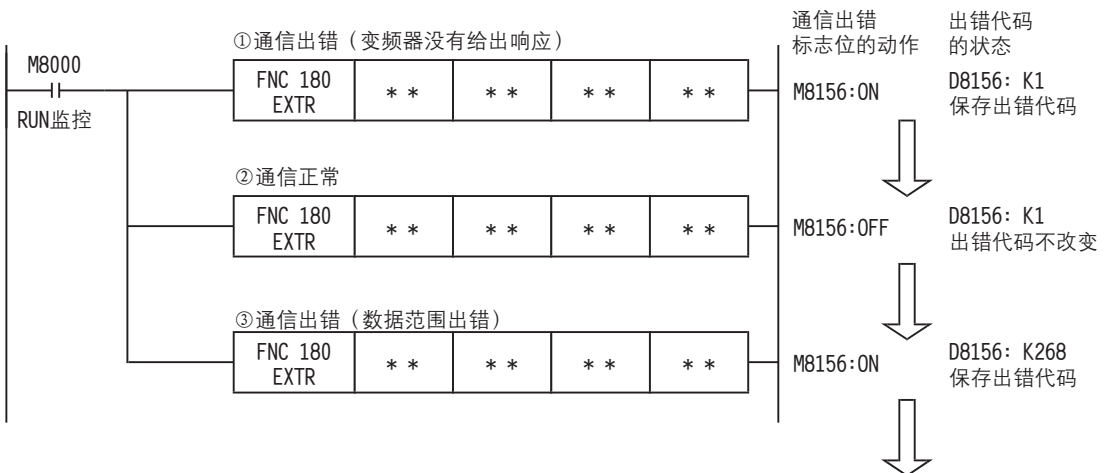 通信出错 出错代码
标志位的动作 的状态
①通信出错（变频器没有给出响应）
M8000
RUN监控
FNC 180
EXTR
* * * * * * * *
M8156:ON
D8156: K1
保存出错代码
②通信正常
FNC 180
EXTR
* * * * * * * *
M8156:OFF
D8156: K1
出错代码不改变
③通信出错（数据范围出错）
FNC 180
EXTR
* * * * * * * *
M8156:ON
D8156: K268
保存出错代码